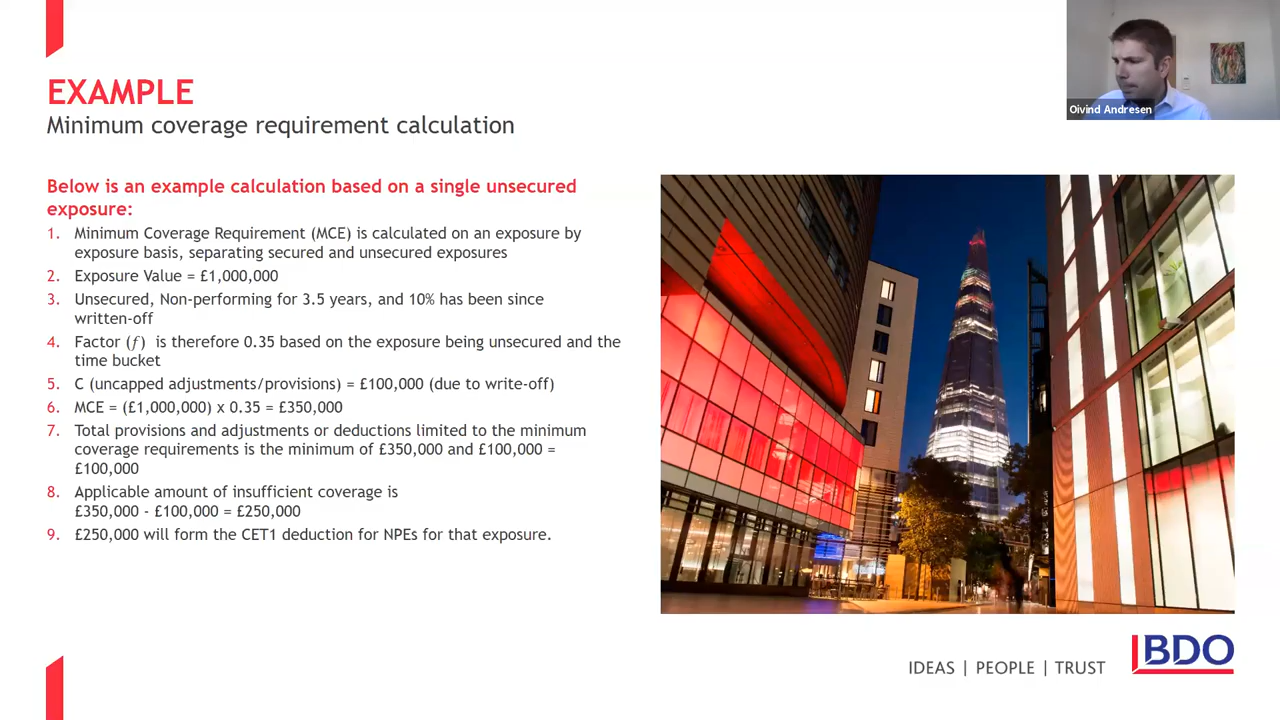 EXAMPLE
Minimum coverage requirement calculation
Oivind Andresen
Below is an example calculation based on a single unsecured
exposure:
1. Minimum Coverage Requirement (MCE) is calculated on an exposure by
exposure basis, separating secured and unsecured exposures
2. Exposure Value = £1,000,000
3. Unsecured, Non-performing for 3.5 years, and 10% has been since
written-off
4. Factor (f) is therefore 0.35 based on the exposure being unsecured and the
time bucket
5. C (uncapped adjustments/provisions) = £100,000 (due to write-off)
6. MCE = (£1,000,000) x 0.35 = £350,000
7. Total provisions and adjustments or deductions limited to the minimum
coverage requirements is the minimum of £350,000 and £100,000 =
£100,000
8. Applicable amount of insufficient coverage is
£350,000 - £100,000 = £250,000
9. £250,000 will form the CET1 deduction for NPEs for that exposure.
IDEAS | PEOPLE | TRUST
BDO